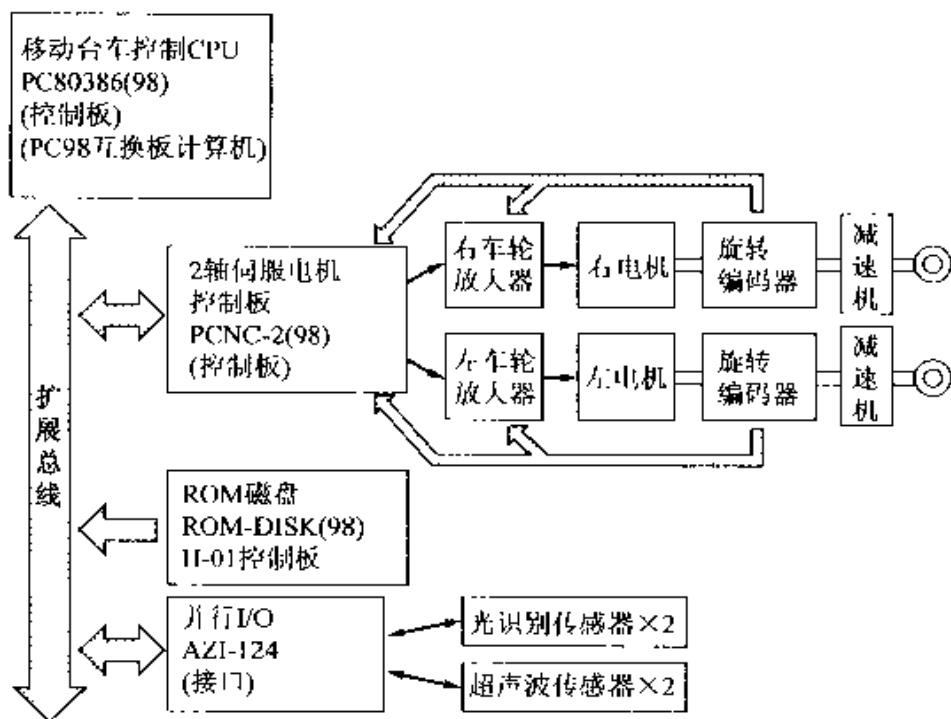 移动台车控制CPU
PC80386(98)
(控制板)
(PC98互换板计算机)
2轴伺服电机
控制板
PCNC-2(98)
(控制板)
右车轮
放大器
右电机
旋转
编码器
减
速
机
左车轮
放大器
左电机
旋转
编码器
减
速
机
扩
展
总
线
ROM磁盘
ROM-DISK(98)
H-01控制板
并行I/O
AZI-124
(接口)
光识别传感器×2
超声波传感器×2